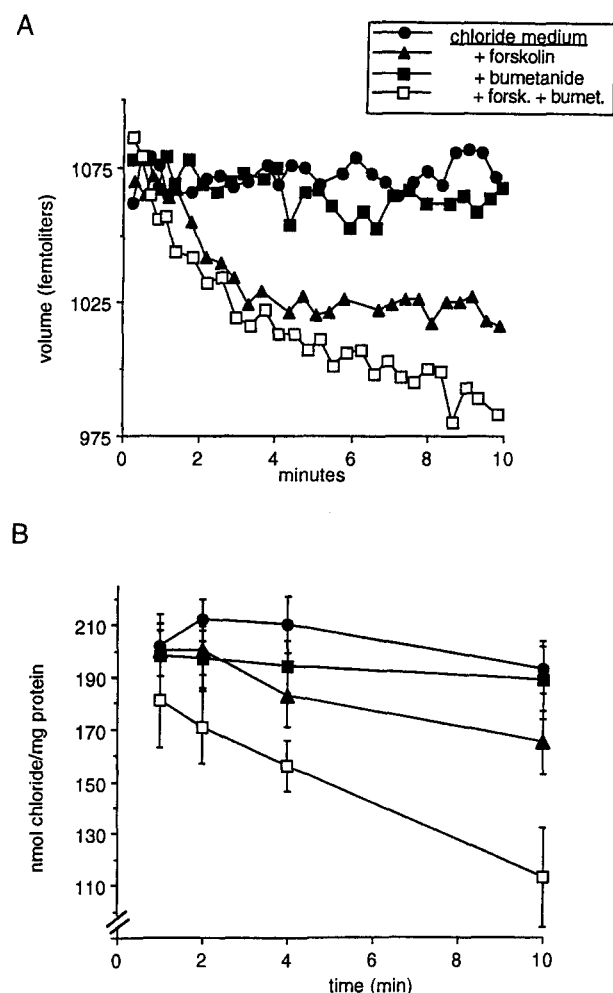 A
chloride medium
+ forskolin
+ bumetanide
+ forsk. + bumet.
volume (femtoliters)
1075
1025
975
0 2 4 6 8 10
minutes
B
nmol chloride/mg protein
210
190
170
150
130
110
0 2 4 6 8 10
time (min)